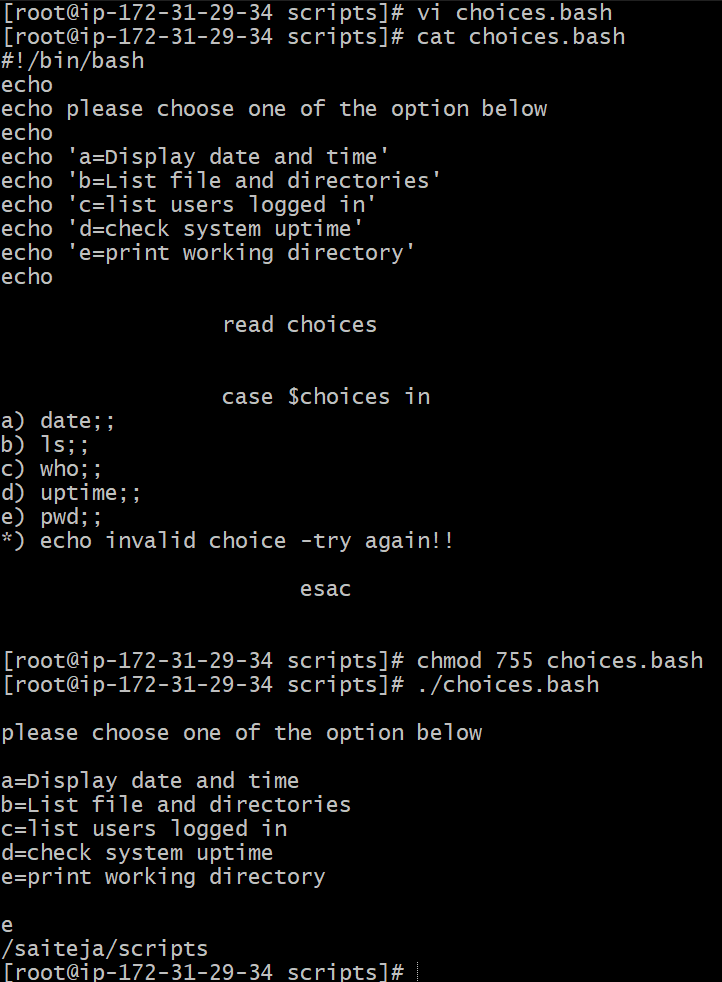 [root@ip-172-31-29-34 scripts]# vi choices.bash
[root@ip-172-31-29-34 scripts]# cat choices.bash
#!/bin/bash
echo
echo please choose one of the option below
echo
echo 'a=Display date and time'
echo 'b=List file and directories'
echo 'c=list users logged in'
echo 'd=check system uptime'
echo 'e=print working directory'
echo
read choices
case $choices in
a) date;;
b) ls;;
c) who;;
d) uptime;;
e) pwd;;
*) echo invalid choice -try again!!
esac
[root@ip-172-31-29-34 scripts]# chmod 755 choices.bash
[root@ip-172-31-29-34 scripts]# ./choices.bash
please choose one of the option below
a=Display date and time
b=List file and directories
c=list users logged in
d=check system uptime
e=print working directory
e
/saiteja/scripts
[root@ip-172-31-29-34 scripts]#